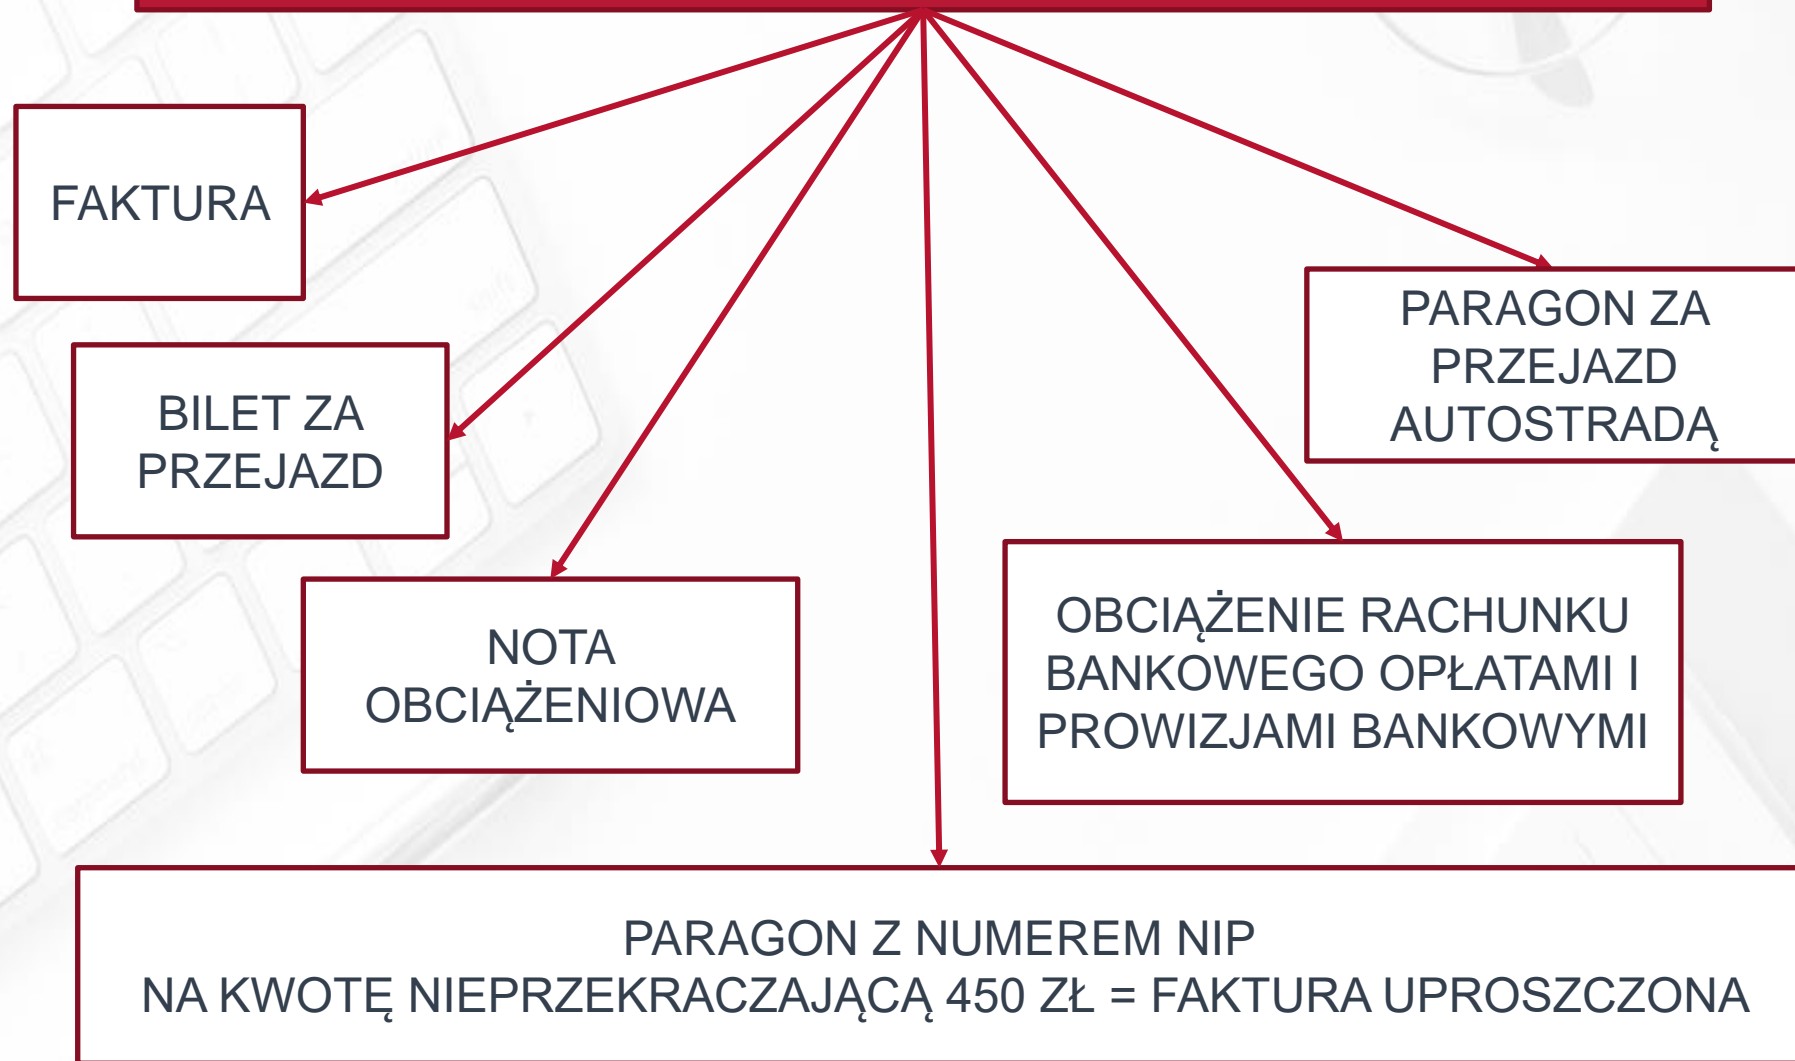 FAKTURA
BILET ZA
PRZEJAZD
NOTA
OBCIĄŻENIOWA
PARAGON Z NUMEREM NIP
NA KWOTĘ NIEPRZEKRACZAJĄCĄ 450 ZŁ = FAKTURA UPROSZCZONA
OBCIĄŻENIE RACHUNKU
BANKOWEGO OPŁATAMI I
PROWIZJAMI BANKOWYMI
PARAGON ZA
PRZEJAZD
AUTOSTRADĄ